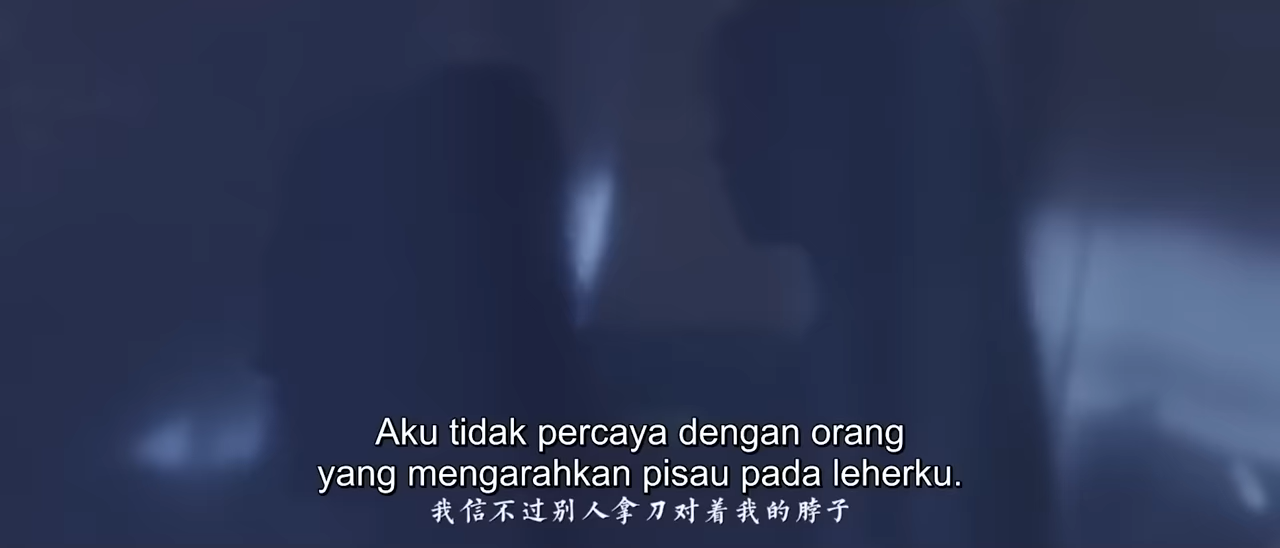 Aku tidak percaya dengan orang
yang mengarahkan pisau pada leherku.
我信不过别人拿刀对着我的脖子